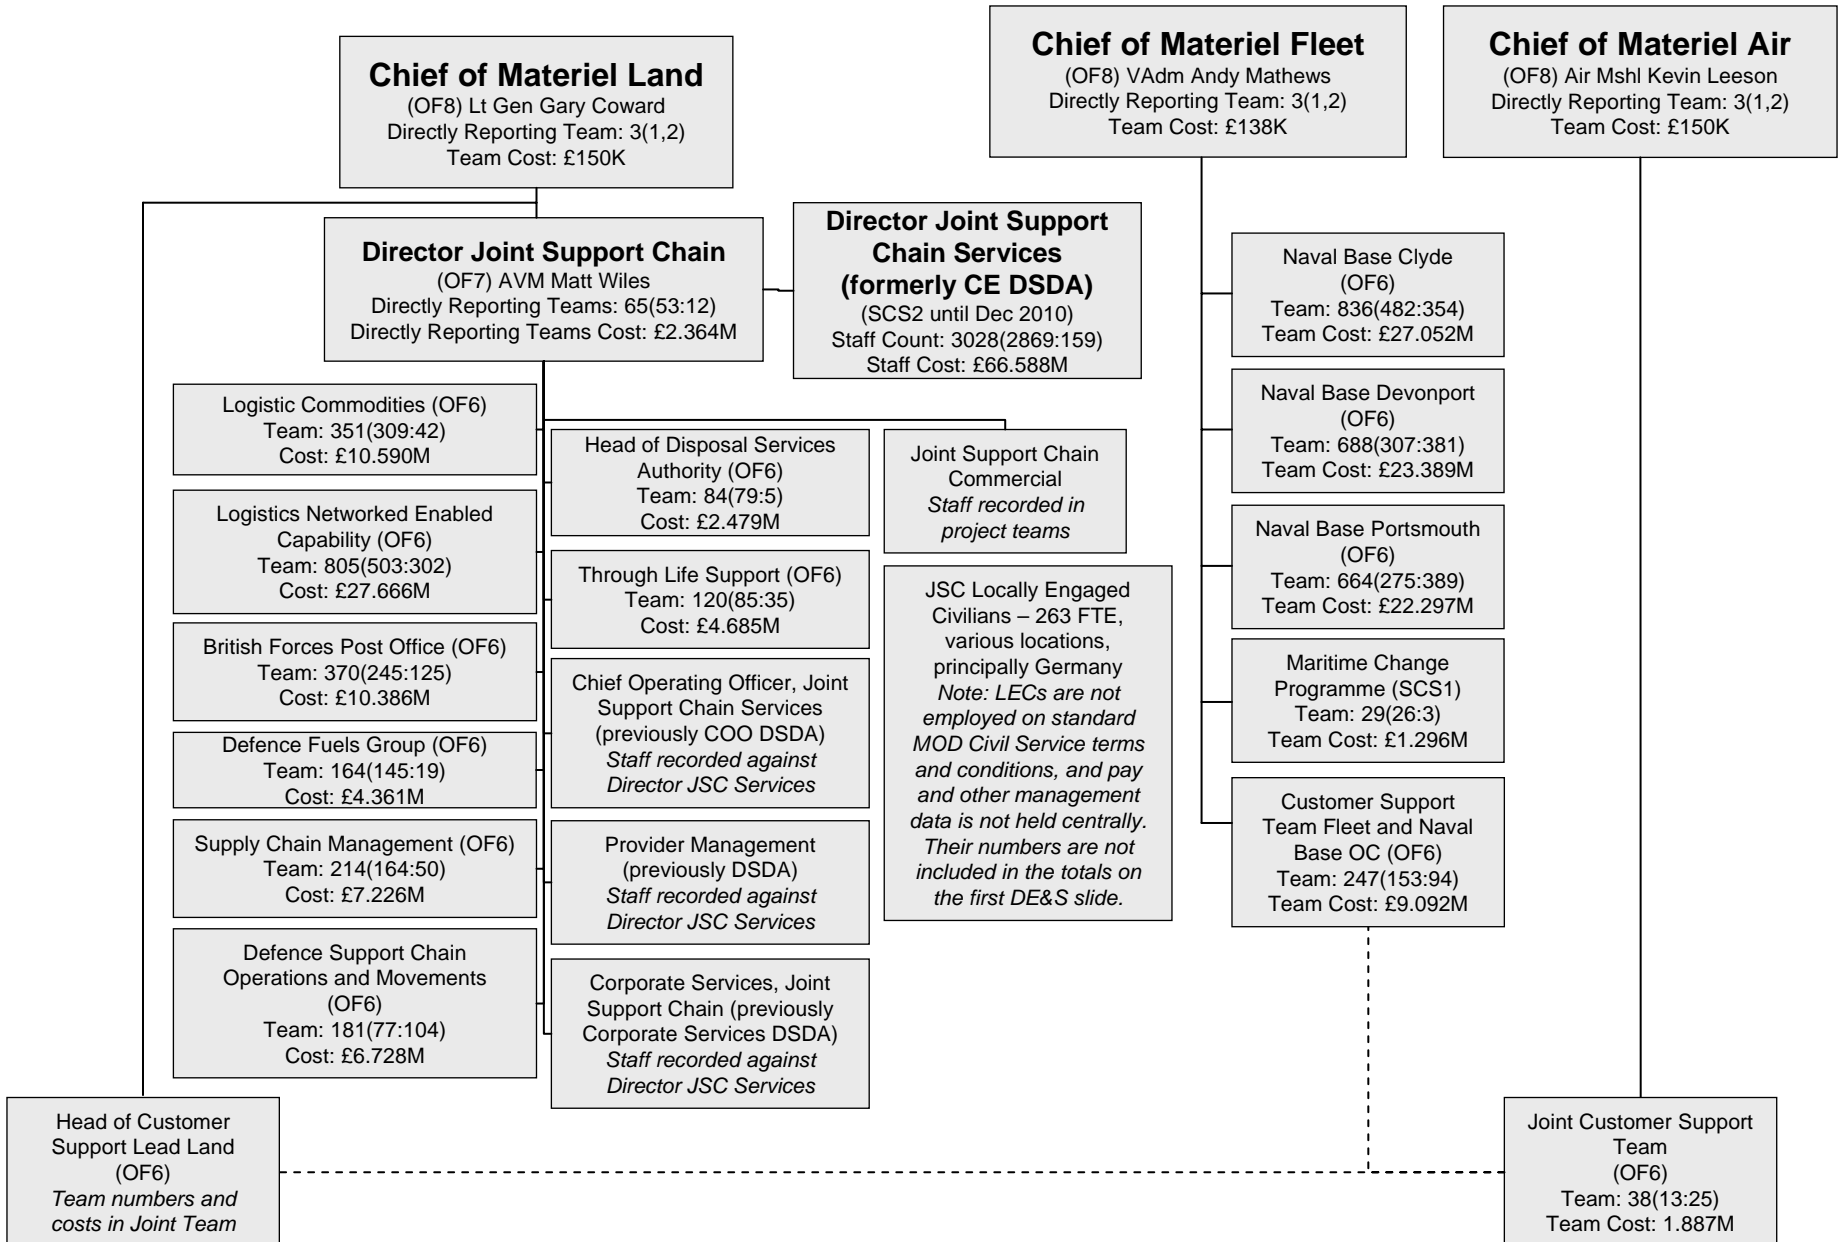 Chief of Materiel Land
(OF8) Lt Gen Gary Coward
Directly Reporting Team: 3(1,2)
Team Cost: £150K
Chief of Materiel Fleet
(OF8) VAdm Andy Mathews
Directly Reporting Team: 3(1,2)
Team Cost: £138K
Chief of Materiel Air
(OF8) Air Mshl Kevin Leeson
Directly Reporting Team: 3(1,2)
Team Cost: £150K
Director Joint Support Chain
(OF7) AVM Matt Wiles
Directly Reporting Teams: 65(53:12)
Directly Reporting Teams Cost: £2.364M
Director Joint Support
Chain Services
(formerly CE DSDA)
(SCS2 until Dec 2010)
Staff Count: 3028(2869:159)
Staff Cost: £66.588M
Logistic Commodities (OF6)
Team: 351(309:42)
Cost: £10.590M
Logistics Networked Enabled
Capability (OF6)
Team: 805(503:302)
Cost: £27.666M
British Forces Post Office (OF6)
Team: 370(245:125)
Cost: £10.386M
Defence Fuels Group (OF6)
Team: 164(145:19)
Cost: £4.361M
Supply Chain Management (OF6)
Team: 214(164:50)
Cost: £7.226M
Defence Support Chain
Operations and Movements
(OF6)
Team: 181(77:104)
Cost: £6.728M
Head of Disposal Services
Authority (OF6)
Team: 84(79:5)
Cost: £2.479M
Through Life Support (OF6)
Team: 120(85:35)
Cost: £4.685M
Chief Operating Officer, Joint
Support Chain Services
(previously COO DSDA)
Staff recorded against
Director JSC Services
Provider Management
(previously DSDA)
Staff recorded against
Director JSC Services
Corporate Services, Joint
Support Chain (previously
Corporate Services DSDA)
Staff recorded against
Director JSC Services
Joint Support Chain
Commercial
Staff recorded in
project teams
JSC Locally Engaged
Civilians – 263 FTE,
various locations,
principally Germany
Note: LECs are not
employed on standard
MOD Civil Service terms
and conditions, and pay
and other management
data is not held centrally.
Their numbers are not
included in the totals on
the first DE&S slide.
Naval Base Clyde
(OF6)
Team: 836(482:354)
Team Cost: £27.052M
Naval Base Devonport
(OF6)
Team: 688(307:381)
Team Cost: £23.389M
Naval Base Portsmouth
(OF6)
Team: 664(275:389)
Team Cost: £22.297M
Maritime Change
Programme (SCS1)
Team: 29(26:3)
Team Cost: £1.296M
Customer Support
Team Fleet and Naval
Base OC (OF6)
Team: 247(153:94)
Team Cost: £9.092M
Head of Customer
Support Lead Land
(OF6)
Team numbers and
costs in Joint Team
Joint Customer Support
Team
(OF6)
Team: 38(13:25)
Team Cost: 1.887M